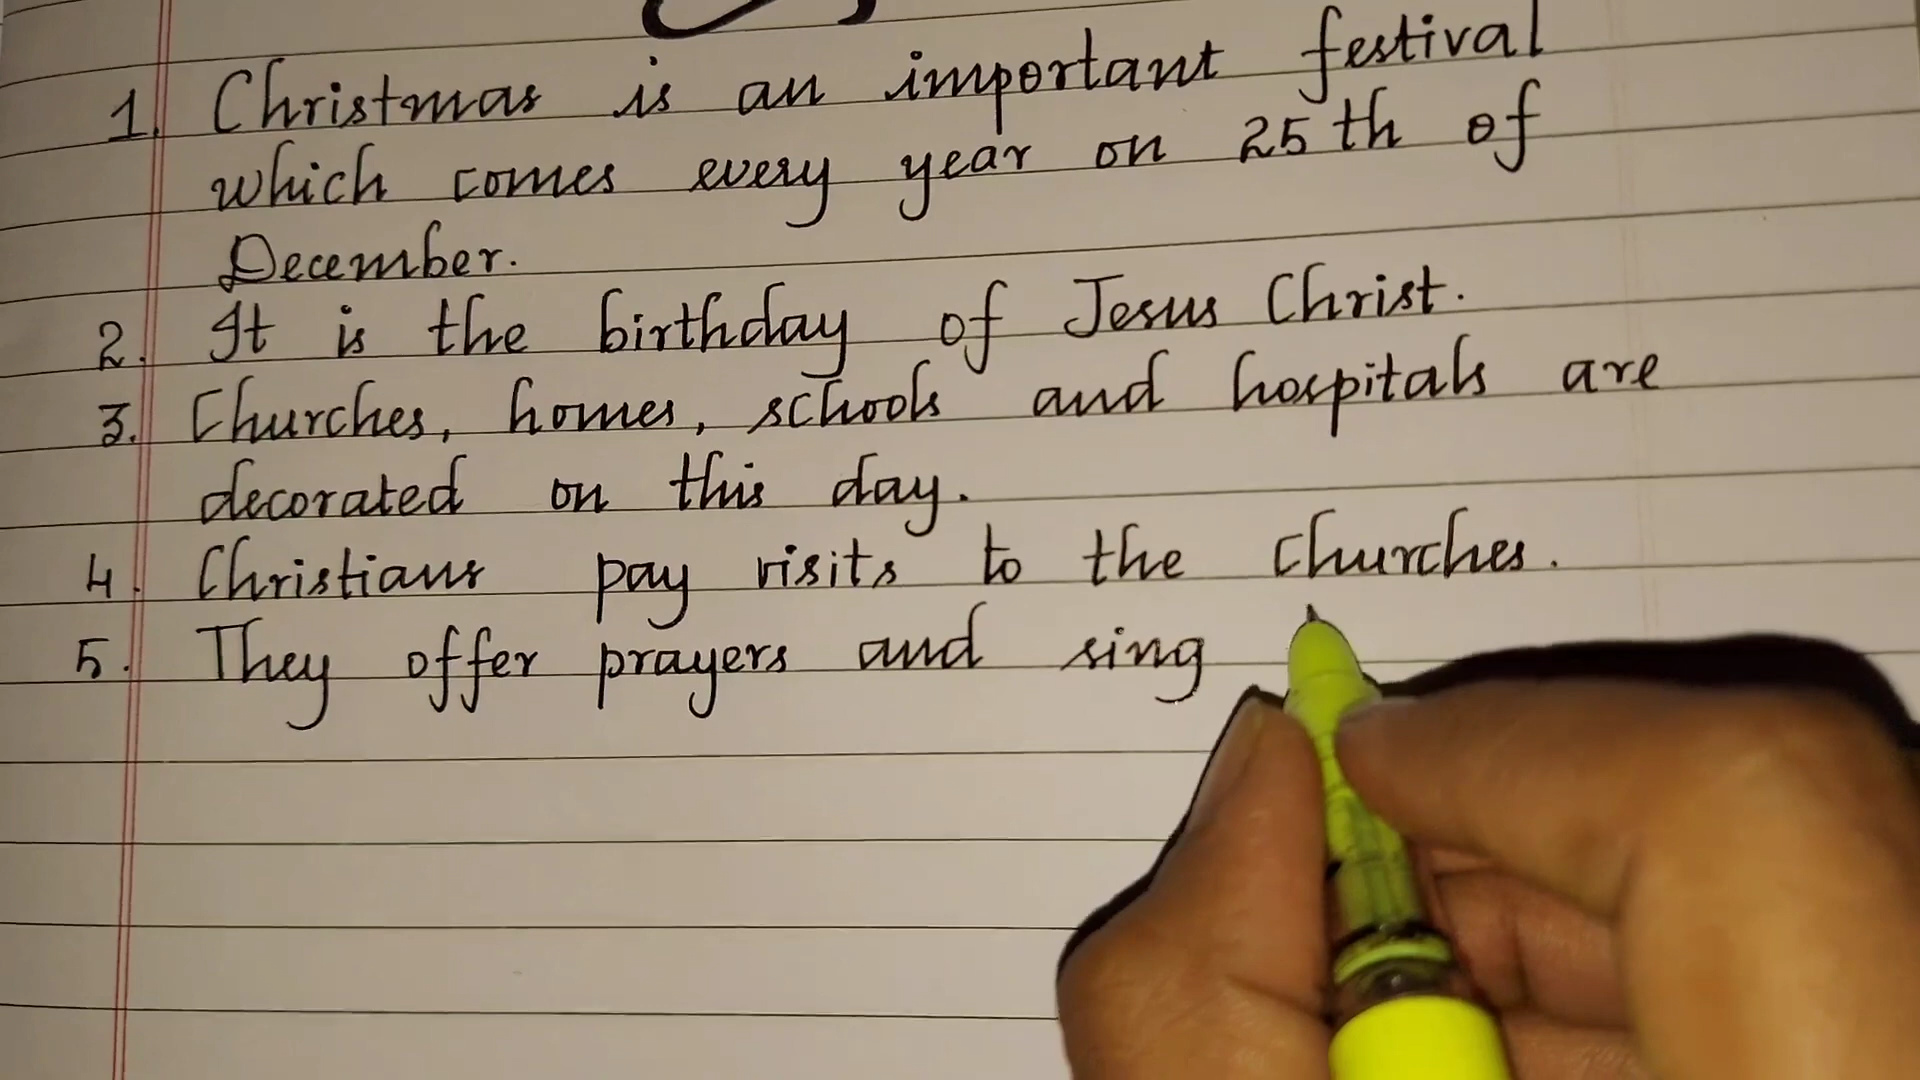 1. Christmas is an important festival
which comes every year on 25th of
December.
2. It is the birthday of Jesus Christ.
3. Churches, homes, schools and hospitals are
decorated on this day.
4. Christians pay visits to the churches.
5. They offer prayers and sing